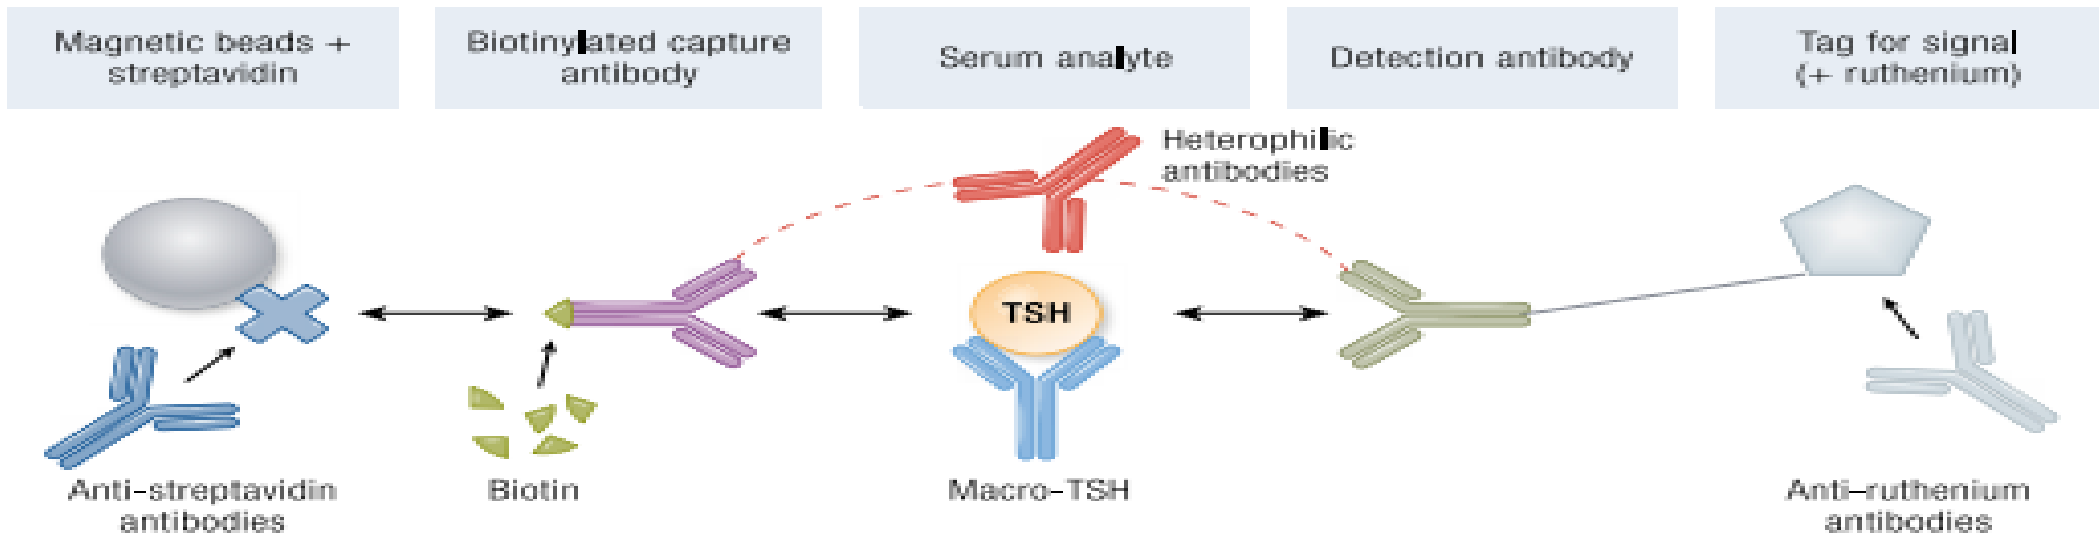 Magnetic beads +
streptavidin
Biotinylated capture
antibody
Serum analyte
Detection antibody
Tag for signal
(+ ruthenium)
Heterophilic
antibodies
TSH
Anti-streptavidin
antibodies
Biotin
Macro-TSH
Anti-ruthenium
antibodies